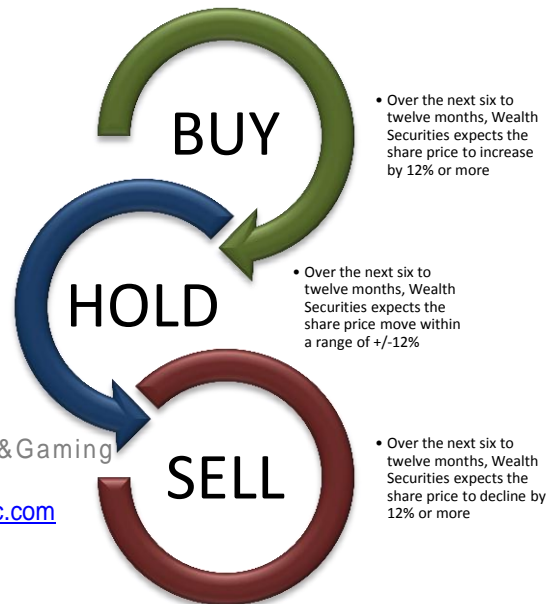 BUY
• Over the next six to
twelve months, Wealth
Securities expects the
share price to increase
by 12% or more
HOLD
• Over the next six to
twelve months, Wealth
Securities expects the
share price move within
a range of +/-12%
&Gaming
SELL
c.com
• Over the next six to
twelve months, Wealth
Securities expects the
share price to decline by
12% or more